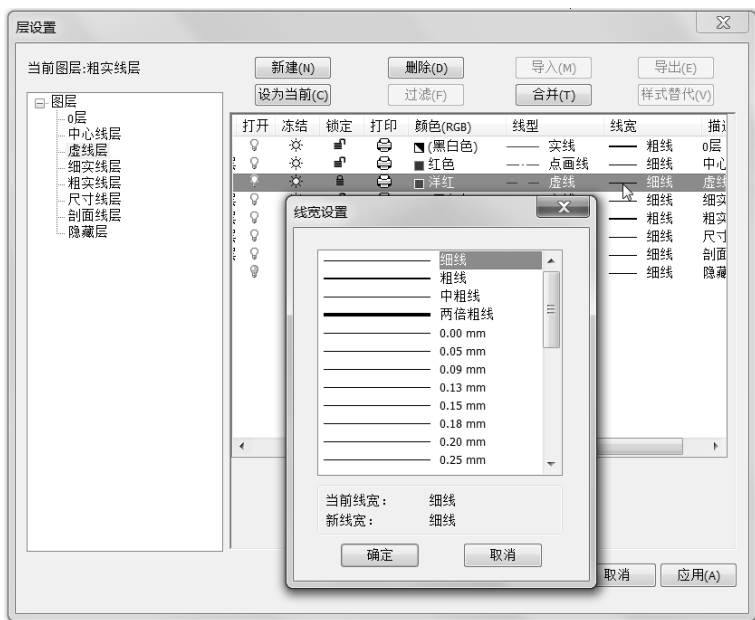 层设置
当前图层:粗实线层
新建(N) 删除(D) 导入(M) 导出(E)
设为当前(C) 过滤(F) 合并(T) 样式替代(V)
图层
0层
中心线层
虚线层
细实线层
粗实线层
尺寸线层
剖面线层
隐藏层
打开 冻结 锁定 打印 颜色(RGB) 线型 线宽 描
(黑白色) 实线 粗线 0层
红色 点画线 细线 中心
洋红 虚线 细线 虚线
细线 细实
粗线 粗实
细线 尺寸
细线 剖面
细线 隐藏
线宽设置
细线
粗线
中粗线
两倍粗线
0.00 mm
0.05 mm
0.09 mm
0.13 mm
0.15 mm
0.18 mm
0.20 mm
0.25 mm
当前线宽： 细线
新线宽： 细线
确定 取消
取消 应用(A)